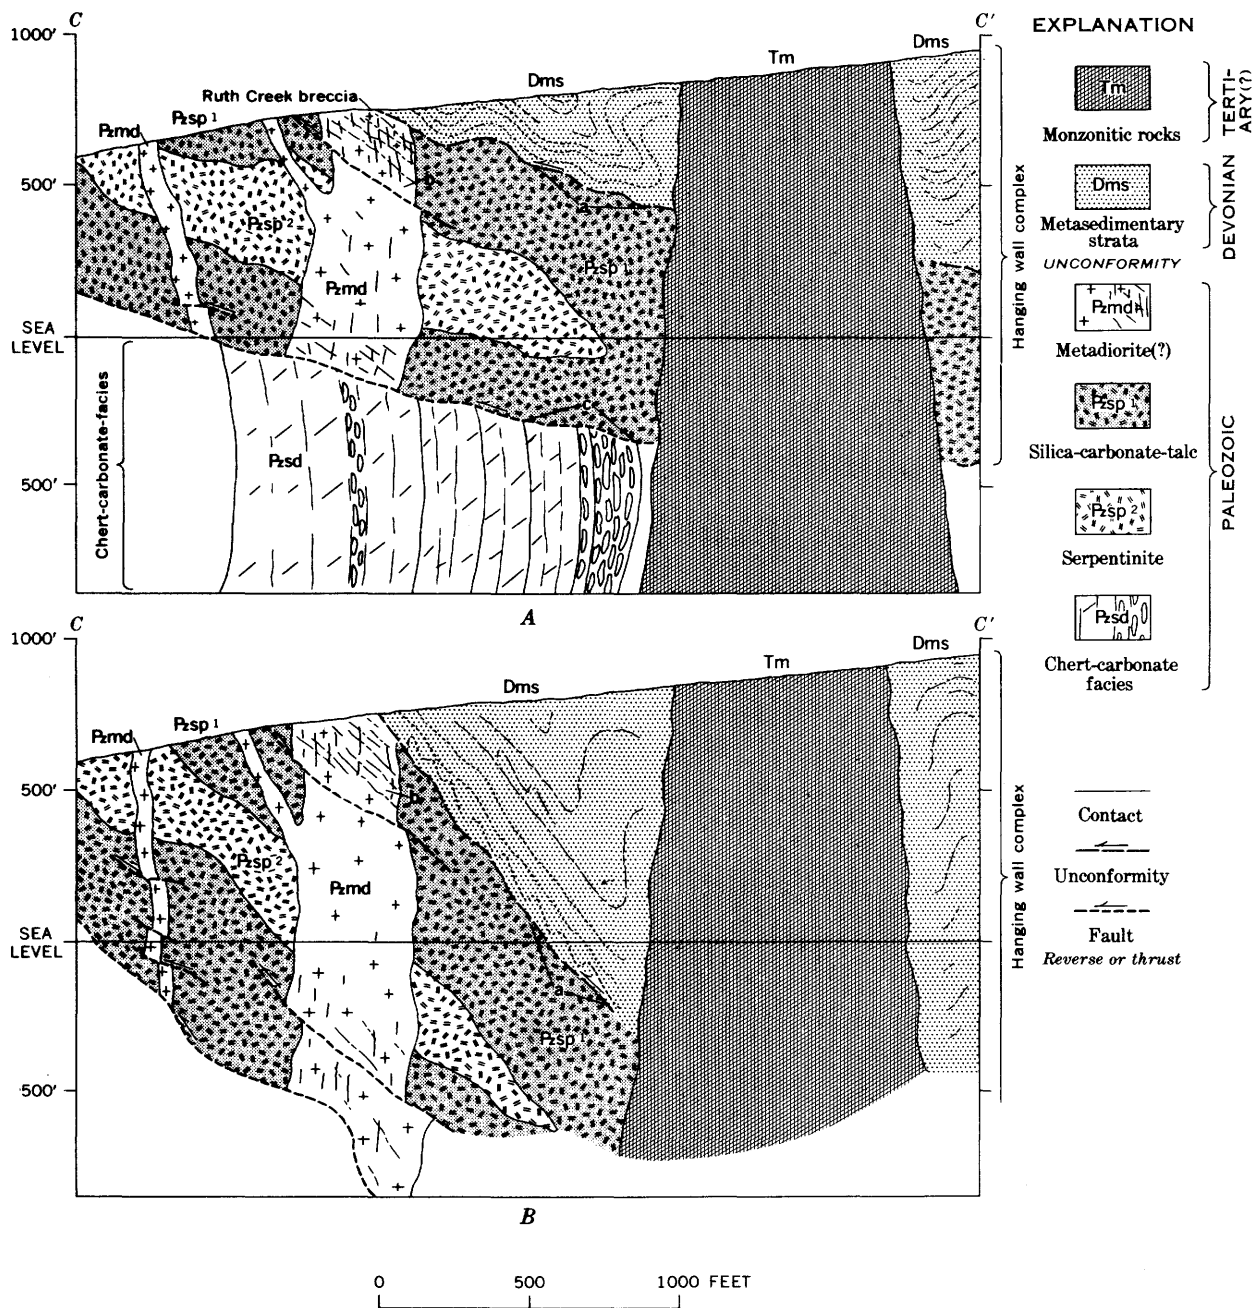 C
C'
EXPLANATION
1000'
Dms
Tm
Dms
Ruth Creek breccia
Pzmd
Pzsp 1
500'
b
a
Pzsp 2
Pzsp 1
Pzmd
SEA
LEVEL
c
Pzsd
500'
Chert-carbonate-facies
Hanging wall complex
A
Tm
Monzonitic rocks
TERTI-
ARY(?)
Dms
Metasedimentary
strata
DEVONIAN
UNCONFORMITY
Pzmd
Metadiorite(?)
Pzsp 1
Silica-carbonate-talc
Pzsp 2
Serpentinite
Pzsd
Chert-carbonate
facies
PALEOZOIC
C
C'
1000'
Dms
Tm
Dms
Pzmd
Pzsp 1
500'
b
Pzsp 2
Pzmd
SEA
LEVEL
a
Pzsp 1
500'
Hanging wall complex
B
Contact
Unconformity
Fault
Reverse or thrust
0 500 1000 FEET